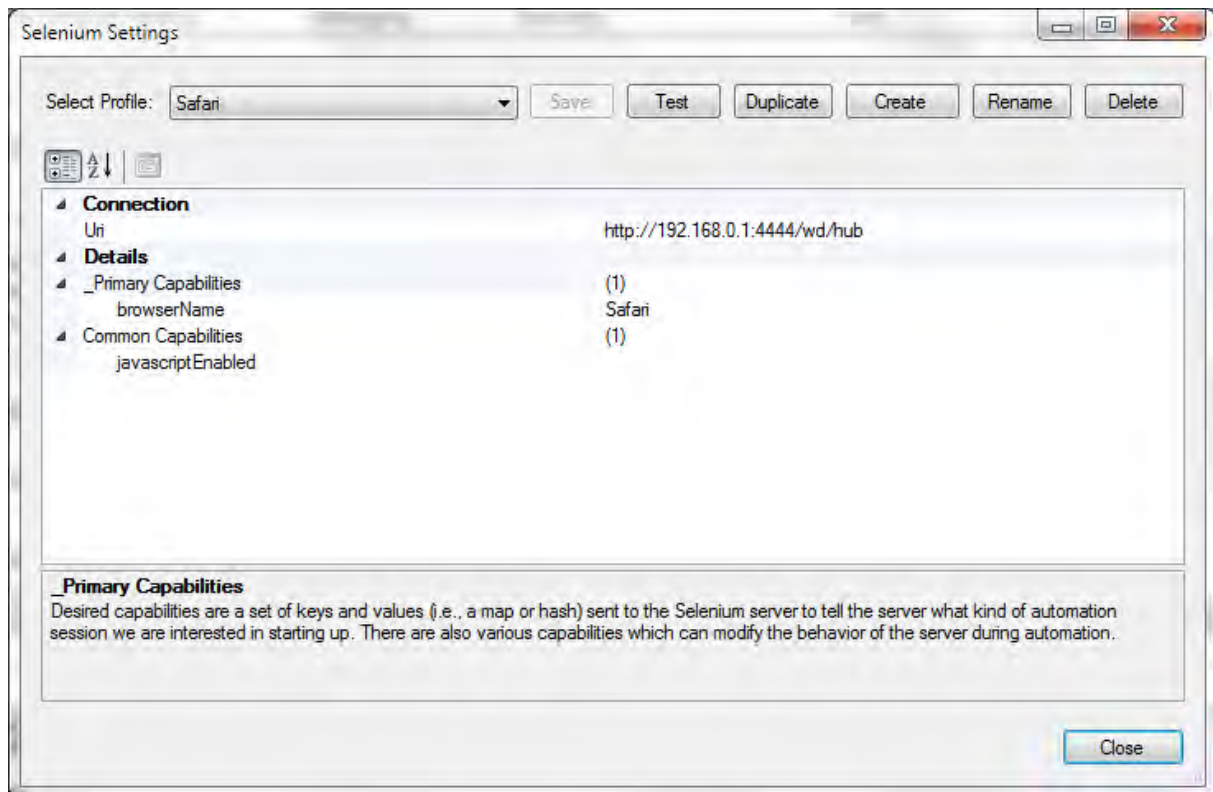 Selenium Settings
Select Profile: Safari Save Test Duplicate Create Rename Delete
Connection
Uri http://192.168.0.1:4444/wd/hub
Details
_Primary Capabilities (1)
browserName Safari
Common Capabilities (1)
javascriptEnabled
_Primary Capabilities
Desired capabilities are a set of keys and values (i.e., a map or hash) sent to the Selenium server to tell the server what kind of automation
session we are interested in starting up. There are also various capabilities which can modify the behavior of the server during automation.
Close